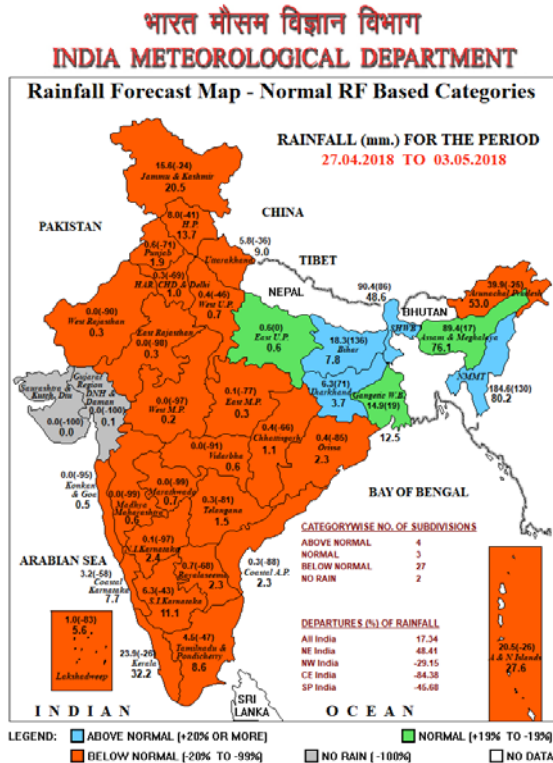 भारत मौसम विज्ञान विभाग
INDIA METEOROLOGICAL DEPARTMENT
Rainfall Forecast Map - Normal RF Based Categories
RAINFALL (mm.) FOR THE PERIOD
27.04.2018 TO 03.05.2018
15.6(-24)
Jammu & Kashmir
20.5
8.0(-41)
H.P.
13.7
CHINA
PAKISTAN
0.6(-71)
Punjab
1.9
5.8(-36)
Uttarakhand
9.0
TIBET
0.3(-69)
HAR. CHD & Delhi
1.0
0.4(-46)
West U.P.
0.7
NEPAL
90.4(86)
48.6
SHWB
BHUTAN
39.9(-26)
Arunachal Pradesh
53.0
0.0(-90)
West Rajasthan
0.3
East Rajasthan
0.0(-98)
0.3
0.6(0)
East U.P.
0.6
18.3(136)
Bihar
7.8
89.4(17)
Assam & Meghalaya
76.1
Saurashtra &
Kutch, Diu
0.0(-100)
0.0
Gujarat
Region
DNH &
Daman
0.0(-100)
0.1
0.0(-97)
West M.P.
0.2
0.1(-77)
East M.P.
0.3
6.3(71)
Jharkhand
3.7
Gangetic W.B.
14.9(19)
12.5
NMMT
184.6(130)
80.2
0.4(-66)
Chhattisgarh
1.1
0.4(-85)
Orissa
2.3
0.0(-91)
Vidarbha
0.6
0.0(-95)
Konkan
& Goa
0.5
0.0(-99)
Madhya
Maharashtra
0.6
0.0(-99)
Marathwada
0.7
0.3(-81)
Telangana
1.5
BAY OF BENGAL
ARABIAN SEA
0.1(-97)
N.I.Karnataka
2.4
0.7(-68)
Rayalaseema
2.3
0.3(-88)
Coastal A.P.
2.3
3.2(-58)
Coastal
Karnataka
7.7
6.3(-43)
S.I.Karnataka
11.1
CATEGORYWISE NO. OF SUBDIVISIONS
ABOVE NORMAL 4
NORMAL 3
BELOW NORMAL 27
NO RAIN 2
1.0(-83)
5.6
Lakshadweep
23.9(-26)
Kerala
32.2
4.5(-47)
Tamilnadu &
Pondicherry
8.6
DEPARTURES (%) OF RAINFALL
All India 17.34
NE India 48.41
NW India -29.15
CE India -84.38
SP India -45.68
20.5(-26)
A & N Islands
27.6
SRI
LANKA
INDIAN OCEAN
LEGEND: ABOVE NORMAL (+20% OR MORE) NORMAL (+19% TO -19%)
BELOW NORMAL (-20% TO -99%) NO RAIN (-100%) NO DATA